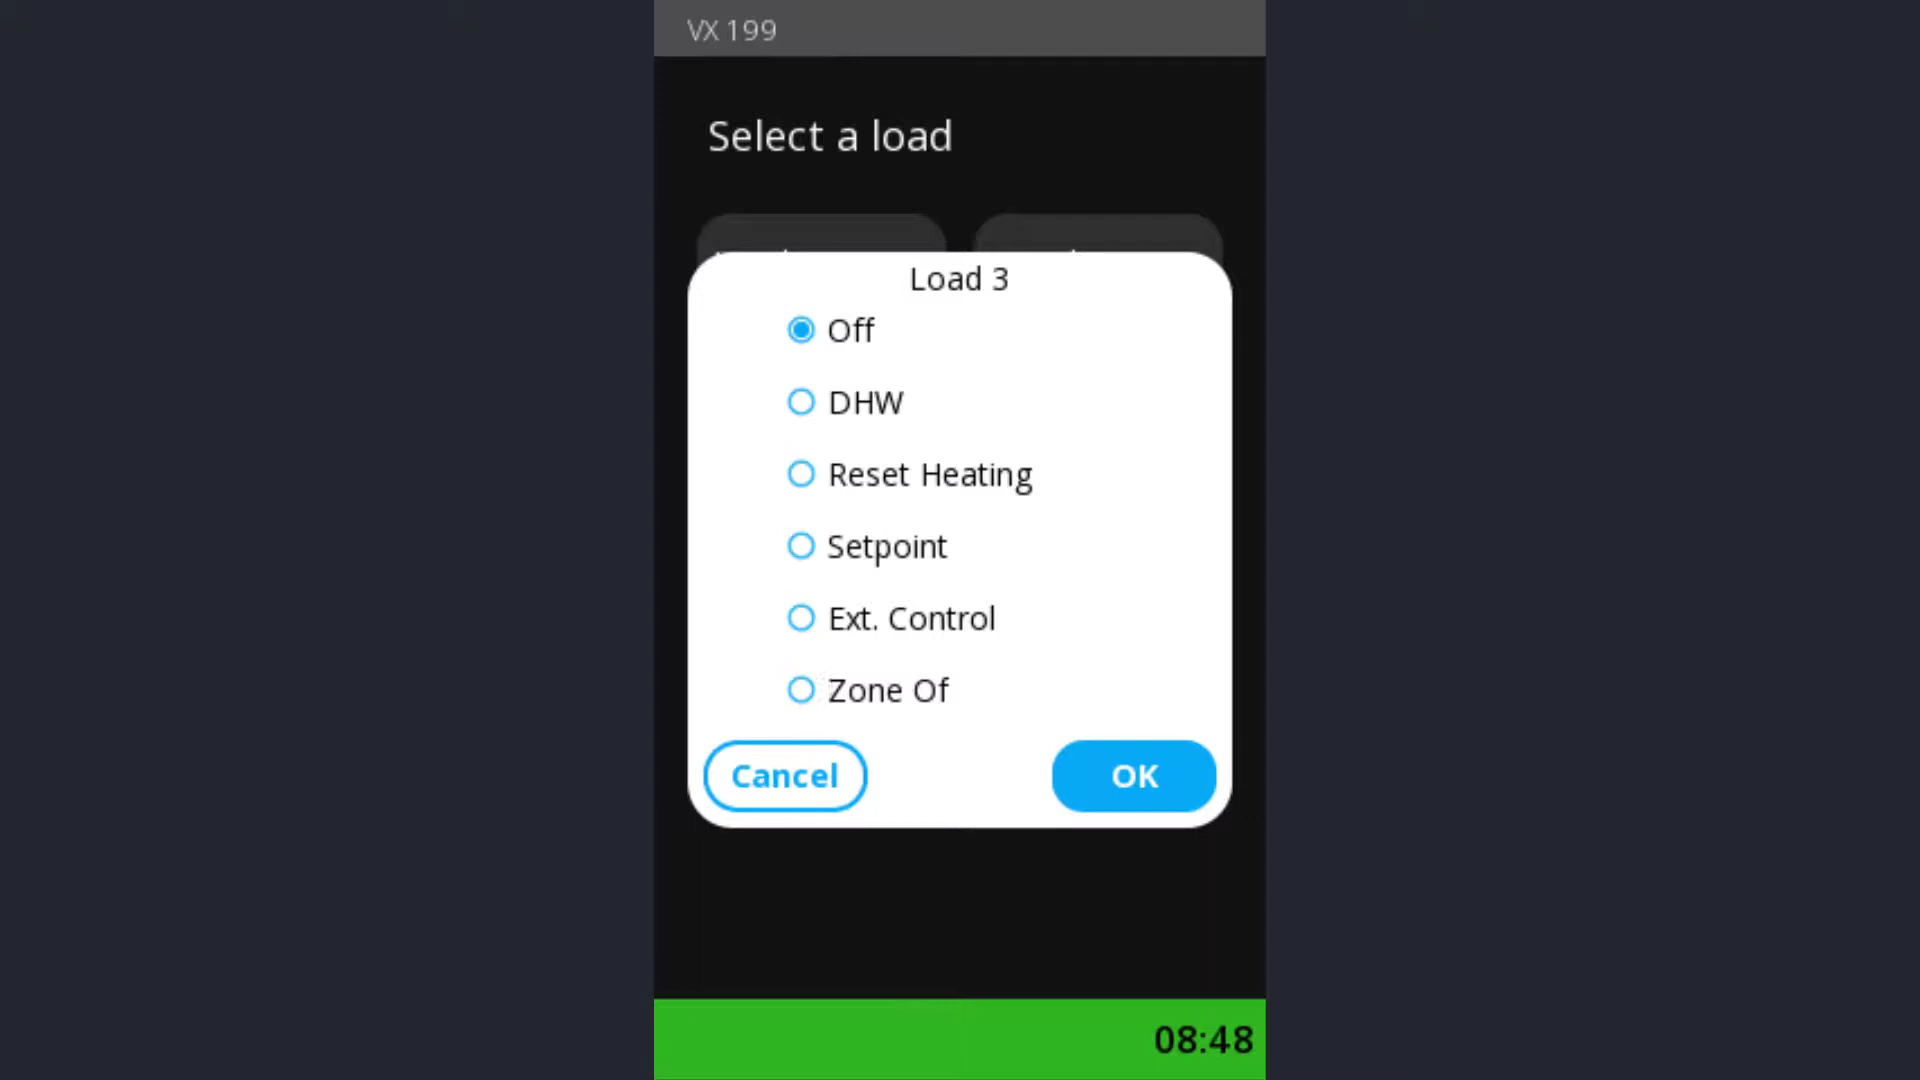 VX 199
Select a load
Load 3
Off
DHW
Reset Heating
Setpoint
Ext. Control
Zone Of
Cancel
OK
08:48